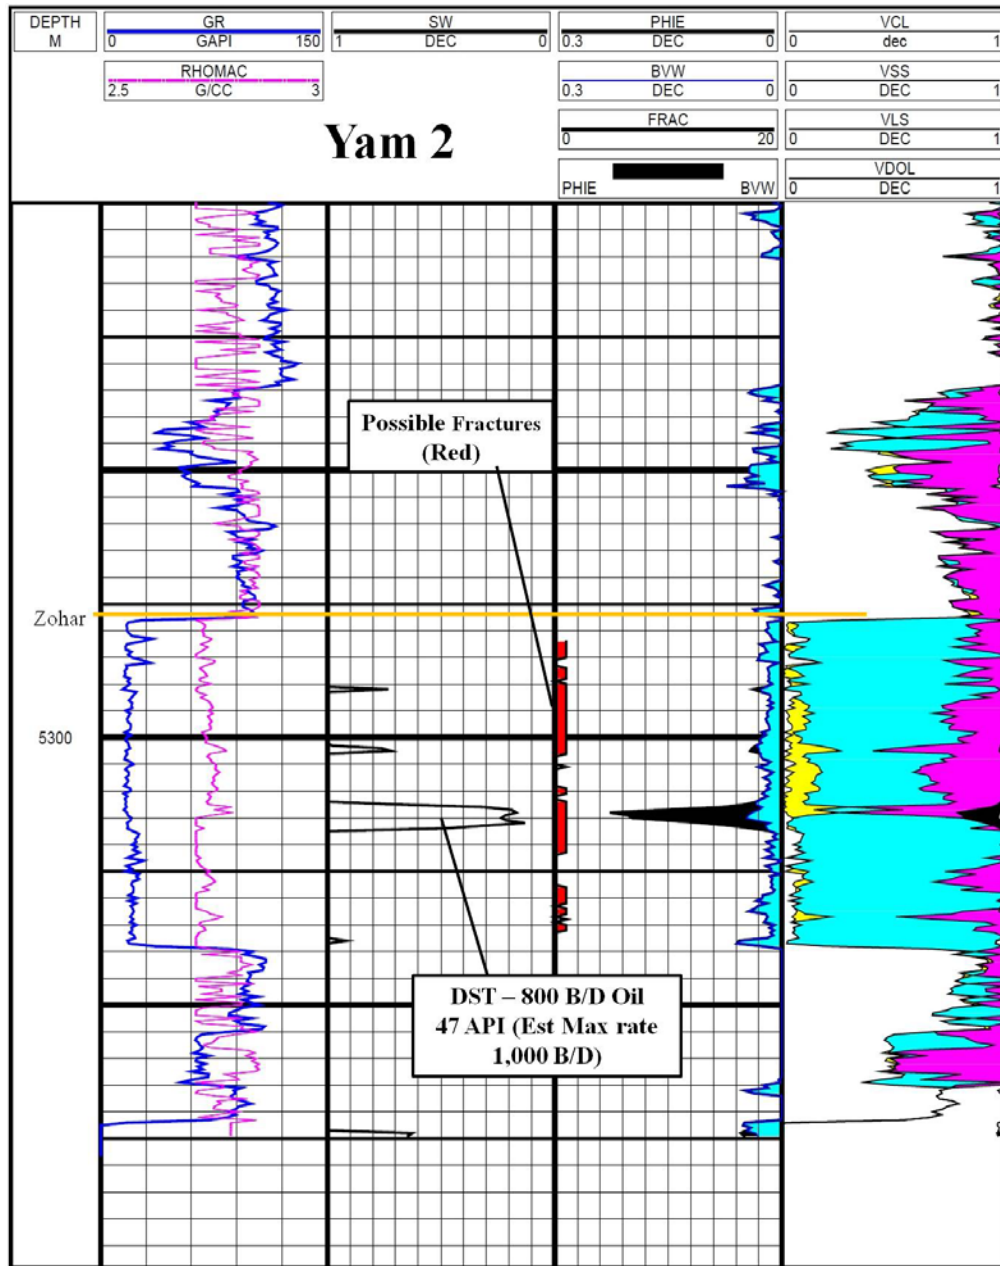 DEPTH
M
GR
0 GAPI 150
RHOMAC
2.5 G/CC 3
SW
1 DEC 0
PHIE
0.3 DEC 0
BVW
0.3 DEC 0
FRAC
0 20
PHIE BVW
VCL
0 dec 1
VSS
0 DEC 1
VLS
0 DEC 1
VDOL
0 DEC 1
Yam 2
Possible Fractures
(Red)
Zohar
5300
DST – 800 B/D Oil
47 API (Est Max rate
1,000 B/D)